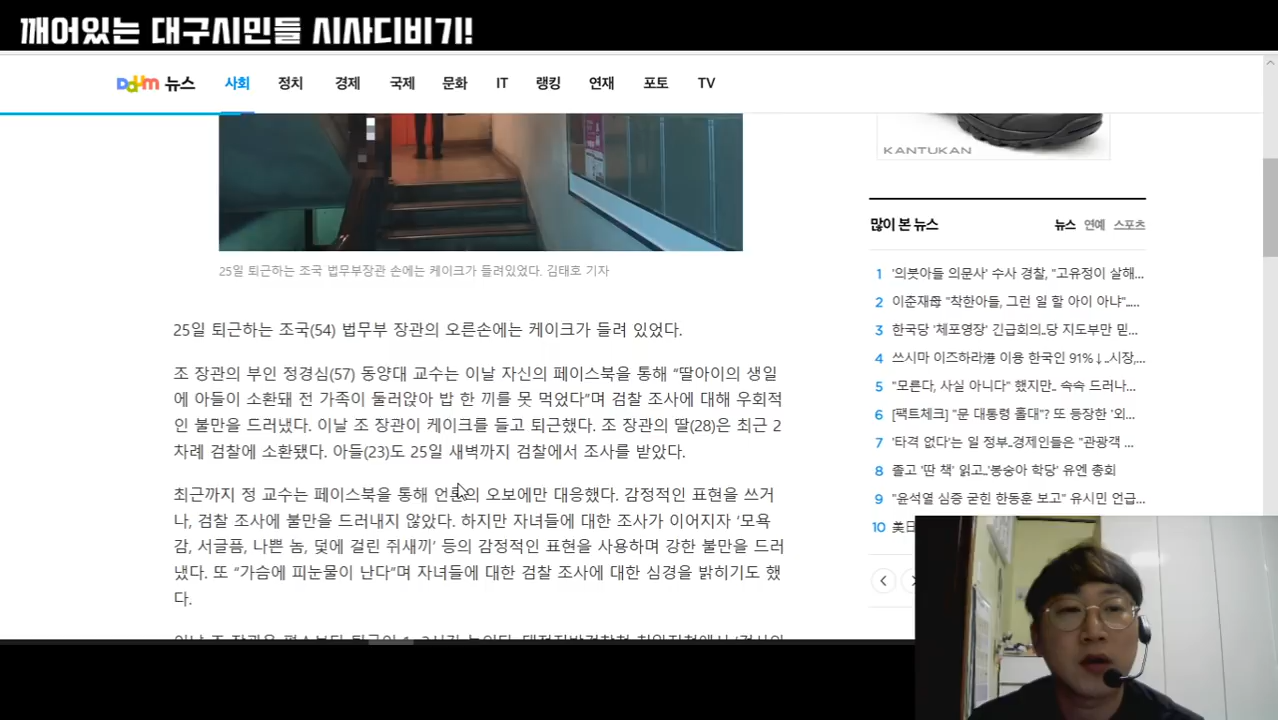 깨어있는 대구시민들 시사디비기!
Daum 뉴스 사회 정치 경제 국제 문화 IT 랭킹 연재 포토 TV
KANTUKAN
25일 퇴근하는 조국 법무부장관 손에는 케이크가 들려있었다. 김태호 기자
25일 퇴근하는 조국(54) 법무부 장관의 오른손에는 케이크가 들려 있었다.
조 장관의 부인 정경심(57) 동양대 교수는 이날 자신의 페이스북을 통해 “딸아이의 생일
에 아들이 소환돼 전 가족이 둘러앉아 밥 한 끼를 못 먹었다”며 검찰 조사에 대해 우회적
인 불만을 드러냈다. 이날 조 장관이 케이크를 들고 퇴근했다. 조 장관의 딸(28)은 최근 2
차례 검찰에 소환됐다. 아들(23)도 25일 새벽까지 검찰에서 조사를 받았다.
최근까지 정 교수는 페이스북을 통해 언론의 오보에만 대응했다. 감정적인 표현을 쓰거
나, 검찰 조사에 불만을 드러내지 않았다. 하지만 자녀들에 대한 조사가 이어지자 ‘모욕
감, 서글픔, 나쁜 놈, 덫에 걸린 쥐새끼’ 등의 감정적인 표현을 사용하며 강한 불만을 드러
냈다. 또 “가슴에 피눈물이 난다”며 자녀들에 대한 검찰 조사에 대한 심경을 밝히기도 했
다.
많이 본 뉴스 뉴스 연예 스포츠
1 '의붓아들 의문사' 수사 경찰, "고유정이 살해...
2 이춘재母 "착한아들, 그런 일 할 아이 아냐"....
3 한국당 '체포영장' 긴급회의..당 지도부만 믿...
4 쓰시마 이즈하라港 이용 한국인 91%↓..시장,...
5 "모른다, 사실 아니다" 했지만.. 속속 드러나...
6 [팩트체크] "문 대통령 홀대"? 또 등장한 '외...
7 '타격 없다'는 일 정부..경제인들은 "관광객 ...
8 졸고 '딴 책' 읽고..'봉숭아 학당' 유엔 총회
9 "윤석열 심증 굳힌 한동훈 보고" 유시민 언급...
10 美日